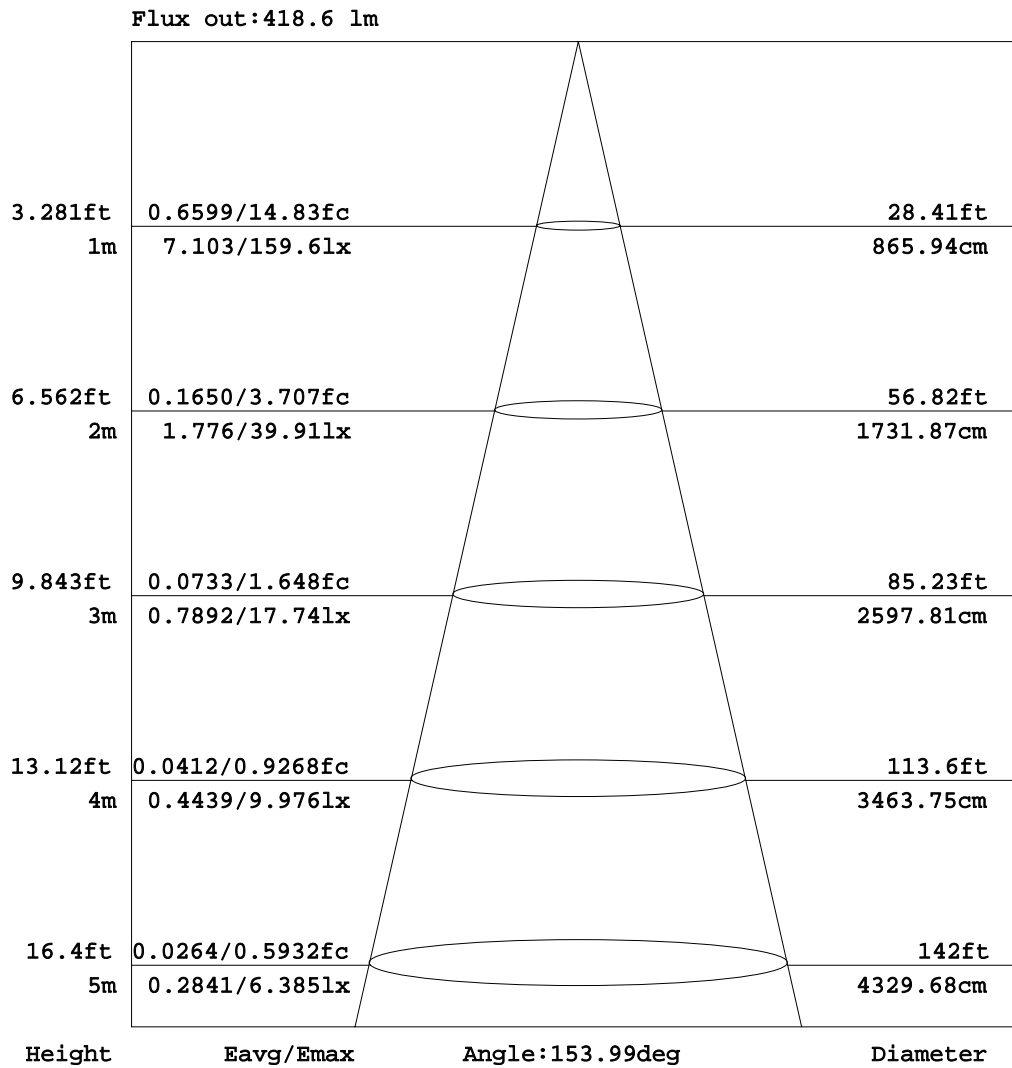 Flux out:418.6 lm
3.281ft 0.6599/14.83fc 28.41ft
1m 7.103/159.6lx 865.94cm
6.562ft 0.1650/3.707fc 56.82ft
2m 1.776/39.91lx 1731.87cm
9.843ft 0.0733/1.648fc 85.23ft
3m 0.7892/17.74lx 2597.81cm
13.12ft 0.0412/0.9268fc 113.6ft
4m 0.4439/9.976lx 3463.75cm
16.4ft 0.0264/0.5932fc 142ft
5m 0.2841/6.385lx 4329.68cm
Height Eavg/Emax Angle:153.99deg Diameter